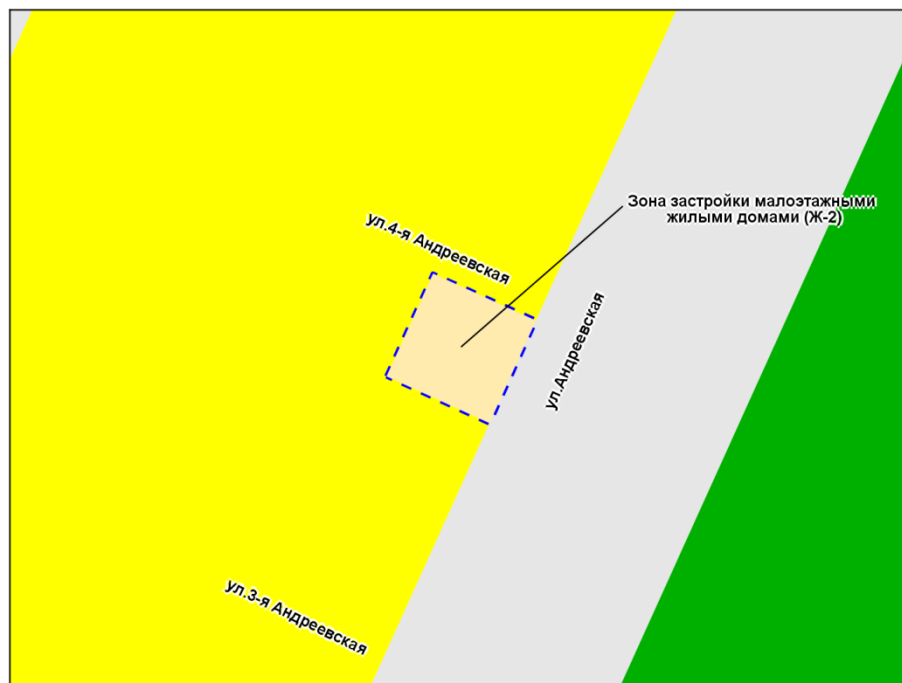 Зона застройки малоэтажными
жилыми домами (Ж-2)
ул.4-я Андреевская
ул.Андреевская
ул.3-я Андреевская